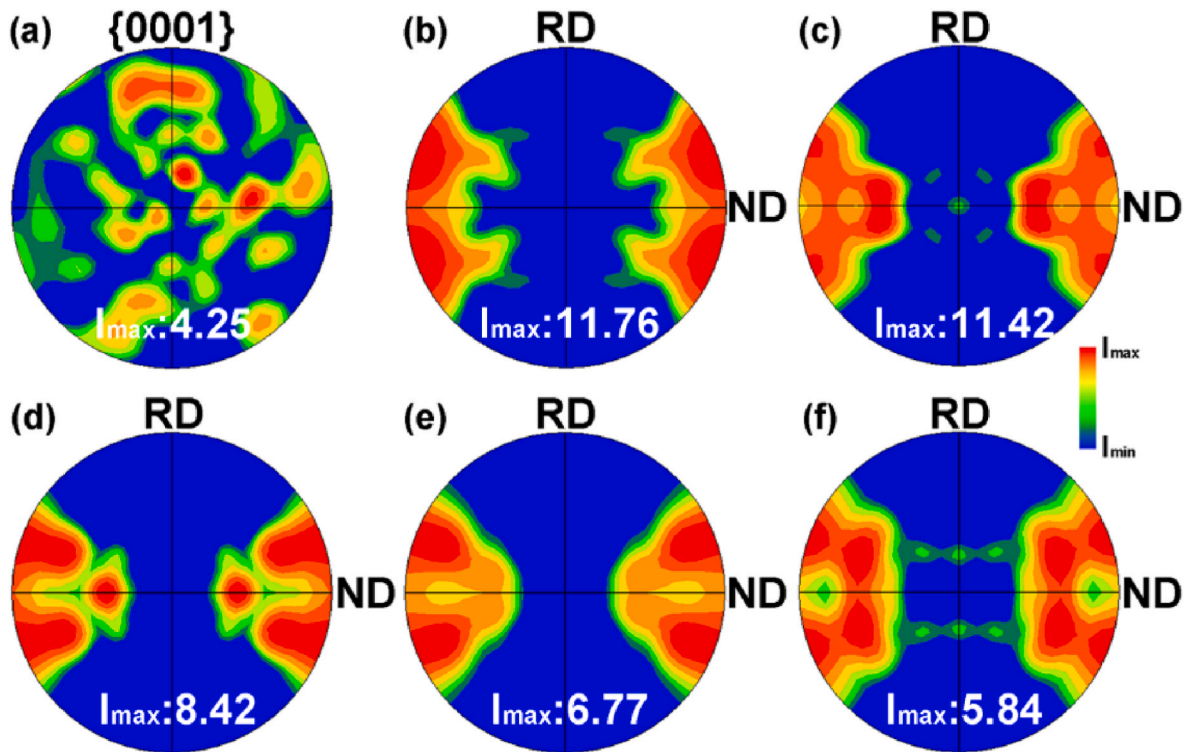 (a) {0001}
Imax:4.25
(b) RD
ND
Imax:11.76
(c) RD
ND
Imax:11.42
Imax
Imin
(d) RD
ND
Imax:8.42
(e) RD
ND
Imax:6.77
(f) RD
ND
Imax:5.84